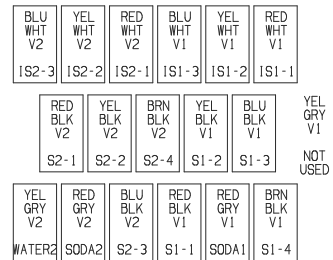 BLU YEL RED BLU YEL RED
WHT WHT WHT WHT WHT WHT
V2 V2 V2 V1 V1 V1
IS2-3 IS2-2 IS2-1 IS1-3 IS1-2 IS1-1
RED YEL BRN YEL BLU YEL
BLK BLK BLK BLK BLK GRY
V2 V2 V2 V1 V1 V1
S2-1 S2-2 S2-4 S1-2 S1-3 NOT
USED
YEL RED BLU RED RED BRN
GRY GRY BLK BLK GRY BLK
V2 V2 V2 V1 V1 V1
WATER2 SODA2 S2-3 S1-1 SODA1 S1-4